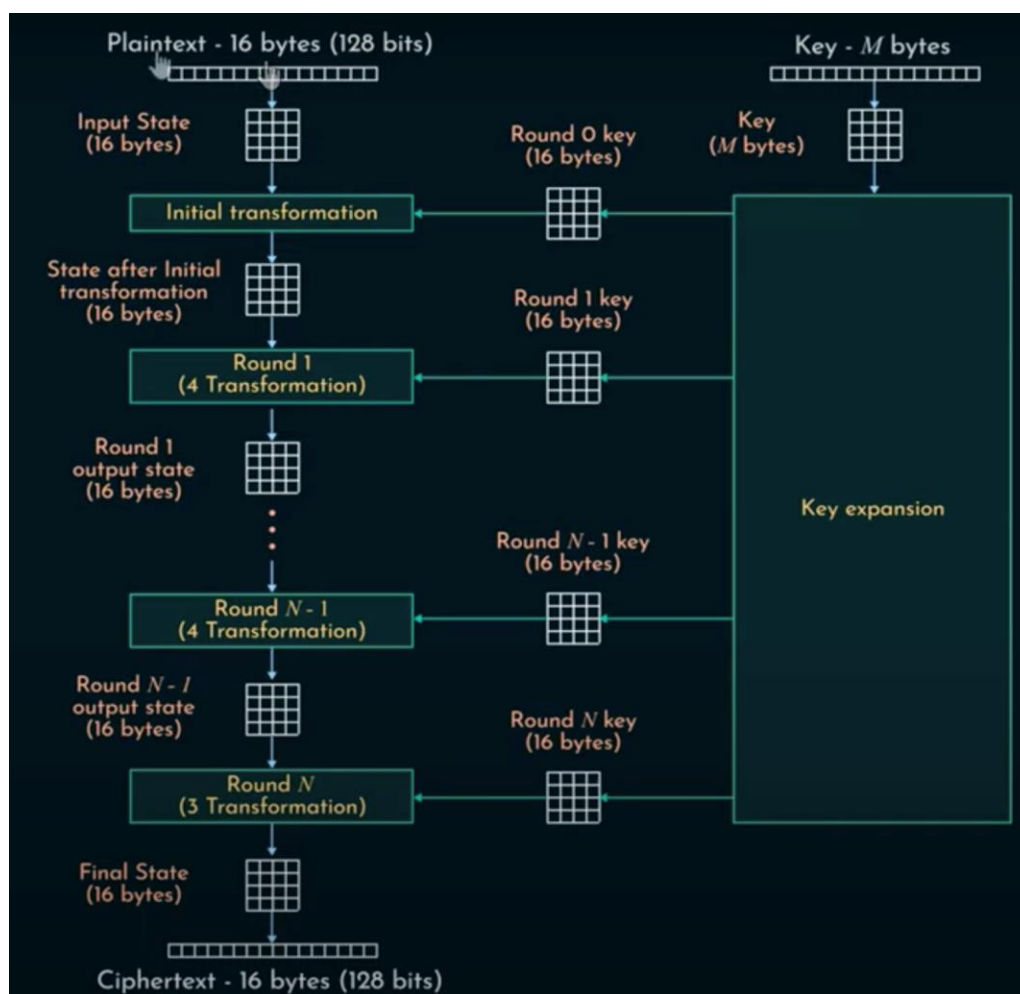 Plaintext - 16 bytes (128 bits)
Key - M bytes
Input State
(16 bytes)
Round 0 key
(16 bytes)
Key
(M bytes)
Initial transformation
State after Initial
transformation
(16 bytes)
Round 1 key
(16 bytes)
Round 1
(4 Transformation)
Round 1
output state
(16 bytes)
Key expansion
Round N - 1 key
(16 bytes)
Round N - 1
(4 Transformation)
Round N - 1
output state
(16 bytes)
Round N key
(16 bytes)
Round N
(3 Transformation)
Final State
(16 bytes)
Ciphertext - 16 bytes (128 bits)